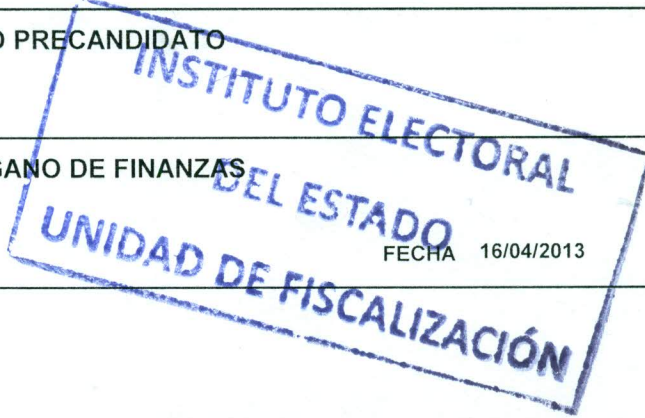 O PRECANDIDATO
GANO DE FINANZAS
FECHA 16/04/2013
INSTITUTO ELECTORAL
DEL ESTADO
UNIDAD DE FISCALIZACIÓN